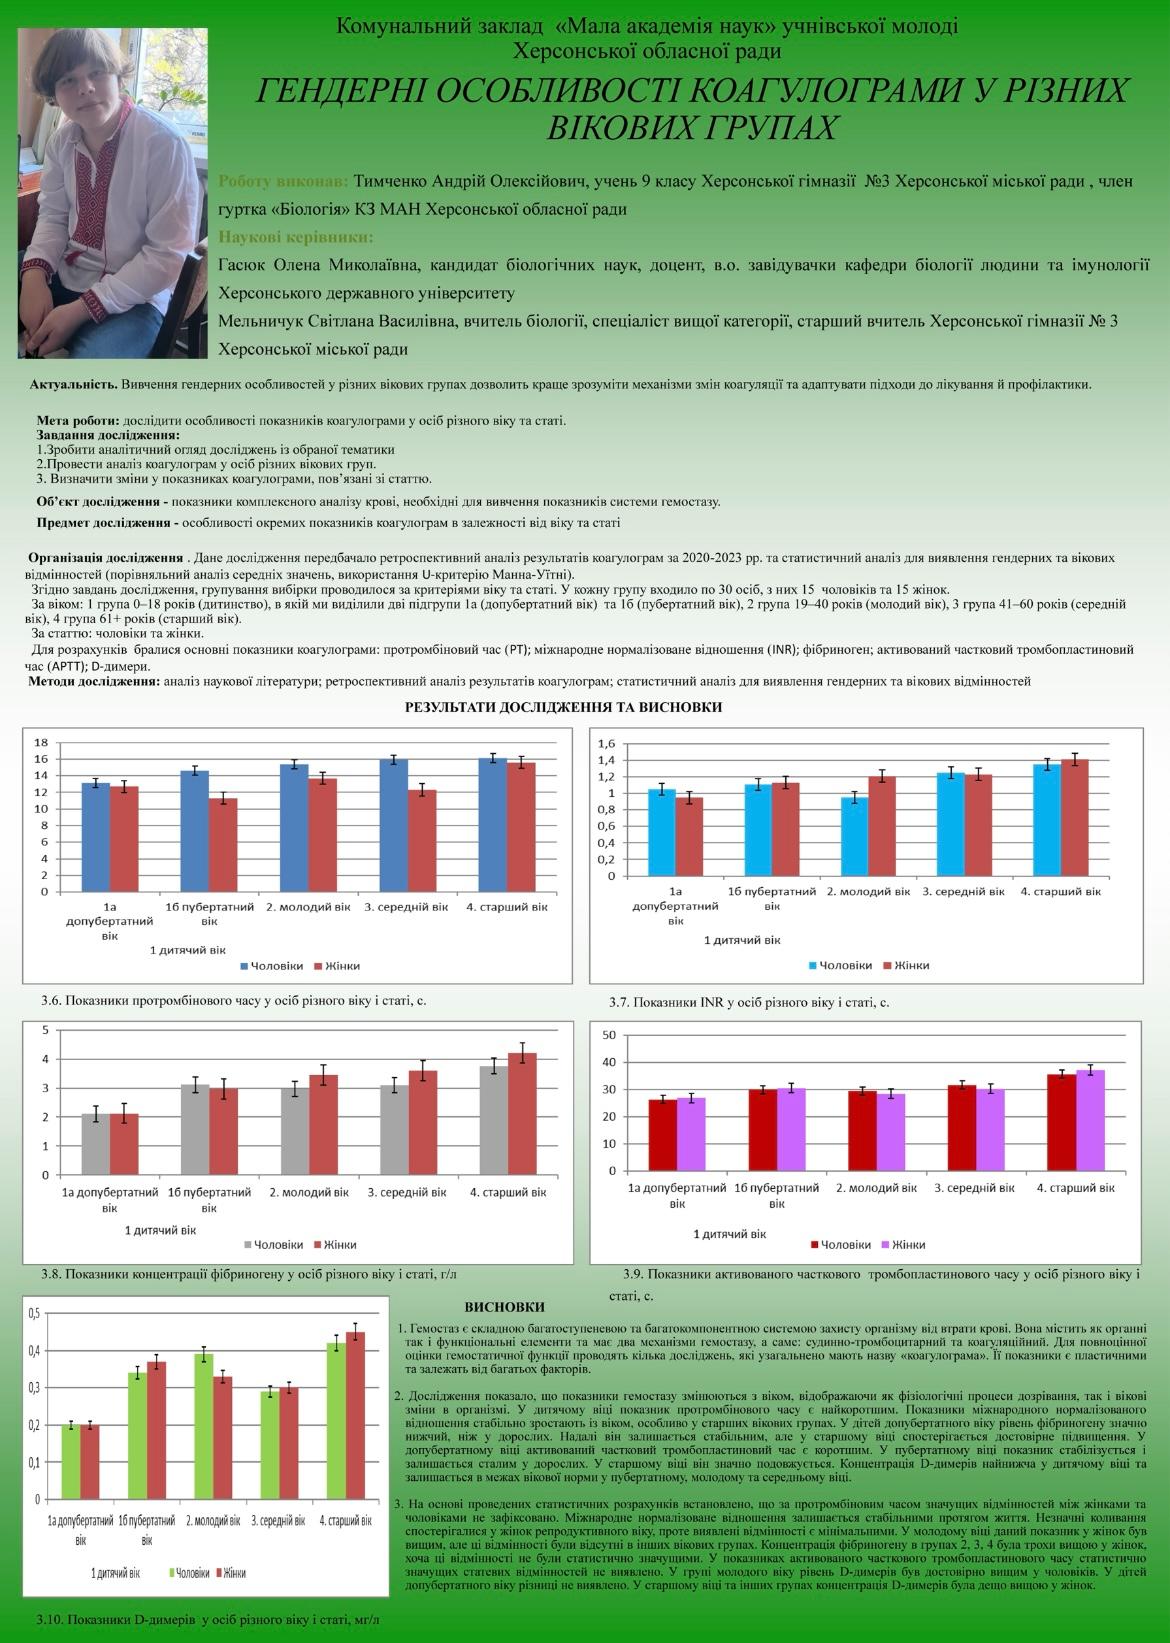 Комунальний заклад «Мала академія наук» учнівської молоді
Херсонської обласної ради
ГЕНДЕРНІ ОСОБЛИВОСТІ КОАГУЛОГРАМИ У РІЗНИХ
ВІКОВИХ ГРУПАХ
Роботу виконав: Тимченко Андрій Олексійович, учень 9 класу Херсонської гімназії №3 Херсонської міської ради , член
гуртка «Біологія» КЗ МАН Херсонської обласної ради
Наукові керівники:
Гасюк Олена Миколаївна, кандидат біологічних наук, доцент, в.о. завідувачки кафедри біології людини та імунології
Херсонського державного університету
Мельничук Світлана Василівна, вчитель біології, спеціаліст вищої категорії, старший вчитель Херсонської гімназії № 3
Херсонської міської ради
Актуальність. Вивчення гендерних особливостей у різних вікових групах дозволить краще зрозуміти механізми змін коагуляції та адаптувати підходи до лікування й профілактики.
Мета роботи: дослідити особливості показників коагулограми у осіб різного віку та статі.
Завдання дослідження:
1.Зробити аналітичний огляд досліджень із обраної тематики
2.Провести аналіз коагулограм у осіб різних вікових груп.
3. Визначити зміни у показниках коагулограми, пов’язані зі статтю.
Об’єкт дослідження - показники комплексного аналізу крові, необхідні для вивчення показників системи гемостазу.
Предмет дослідження - особливості окремих показників коагулограм в залежності від віку та статі
Організація дослідження . Дане дослідження передбачало ретроспективний аналіз результатів коагулограм за 2020-2023 рр. та статистичний аналіз для виявлення гендерних та вікових
відмінностей (порівняльний аналіз середніх значень, використання U-критерію Манна-Уїтні).
Згідно завдань дослідження, групування вибірки проводилося за критеріями віку та статі. У кожну групу входило по 30 осіб, з них 15 чоловіків та 15 жінок.
За віком: 1 група 0–18 років (дитинство), в якій ми виділили дві підгрупи 1а (допубертатний вік) та 1б (пубертатний вік), 2 група 19–40 років (молодий вік), 3 група 41–60 років (середній
вік), 4 група 61+ років (старший вік).
За статтю: чоловіки та жінки.
Для розрахунків бралися основні показники коагулограми: протромбіновий час (PT); міжнародне нормалізоване відношення (INR); фібриноген; активований частковий тромбопластиновий
час (APTT); D-димери.
Методи дослідження: аналіз наукової літератури; ретроспективний аналіз результатів коагулограм; статистичний аналіз для виявлення гендерних та вікових відмінностей
РЕЗУЛЬТАТИ ДОСЛІДЖЕННЯ ТА ВИСНОВКИ
18
16
14
12
10
8
6
4
2
0
1а 1б пубертатний 2. молодий вік 3. середній вік 4. старший вік
допубертатний вік
вік
1 дитячий вік
Чоловіки Жінки
3.6. Показники протромбінового часу у осіб різного віку і статі, с.
1,6
1,4
1,2
1
0,8
0,6
0,4
0,2
0
1а 1б пубертатний 2. молодий вік 3. середній вік 4. старший вік
допубертатний вік
вік
1 дитячий вік
Чоловіки Жінки
3.7. Показники INR у осіб різного віку і статі, с.
5
4
3
2
1
0
1а допубертатний 1б пубертатний 2. молодий вік 3. середній вік 4. старший вік
вік вік
1 дитячий вік
Чоловіки Жінки
3.8. Показники концентрації фібриногену у осіб різного віку і статі, г/л
50
40
30
20
10
0
1а допубертатний 1б пубертатний 2. молодий вік 3. середній вік 4. старший вік
вік вік
1 дитячий вік
Чоловіки Жінки
3.9. Показники активованого часткового тромбопластинового часу у осіб різного віку і
статі, с.
0,5
0,4
0,3
0,2
0,1
0
1а допубертатний 1б пубертатний 2. молодий вік 3. середній вік 4. старший вік
вік вік
1 дитячий вік Чоловіки Жінки
3.10. Показники D-димерів у осіб різного віку і статі, мг/л
ВИСНОВКИ
1. Гемостаз є складною багатоступеневою та багатокомпонентною системою захисту організму від втрати крові. Вона містить як органні
так і функціональні елементи та має два механізми гемостазу, а саме: судинно-тромбоцитарний та коагуляційний. Для повноцінної
оцінки гемостатичної функції проводять кілька досліджень, які узагальнено мають назву «коагулограма». Її показники є пластичними
та залежать від багатьох факторів.
2. Дослідження показало, що показники гемостазу змінюються з віком, відображаючи як фізіологічні процеси дозрівання, так і вікові
зміни в організмі. У дитячому віці показник протромбінового часу є найкоротшим. Показники міжнародного нормалізованого
відношення стабільно зростають із віком, особливо у старших вікових групах. У дітей допубертатного віку рівень фібриногену значно
нижчий, ніж у дорослих. Надалі він залишається стабільним, але у старшому віці спостерігається достовірне підвищення. У
допубертатному віці активований частковий тромбопластиновий час є коротшим. У пубертатному віці показник стабілізується і
залишається сталим у дорослих. У старшому віці він значно подовжується. Концентрація D-димерів найнижча у дитячому віці та
залишається в межах вікової норми у пубертатному, молодому та середньому віці.
3. На основі проведених статистичних розрахунків встановлено, що за протромбіновим часом значущих відмінностей між жінками та
чоловіками не зафіксовано. Міжнародне нормалізоване відношення залишається стабільними протягом життя. Незначні коливання
спостерігалися у жінок репродуктивного віку, проте виявлені відмінності є мінімальними. У молодому віці даний показник у жінок був
вищим, але ці відмінності були відсутні в інших вікових групах. Концентрація фібриногену в групах 2, 3, 4 була трохи вищою у жінок,
хоча ці відмінності не були статистично значущими. У показниках активованого часткового тромбопластинового часу статистично
значущих статевих відмінностей не виявлено. У групі молодого віку рівень D-димерів був достовірно вищим у чоловіків. У дітей
допубертатного віку різниці не виявлено. У старшому віці та інших групах концентрація D-димерів була дещо вищою у жінок.